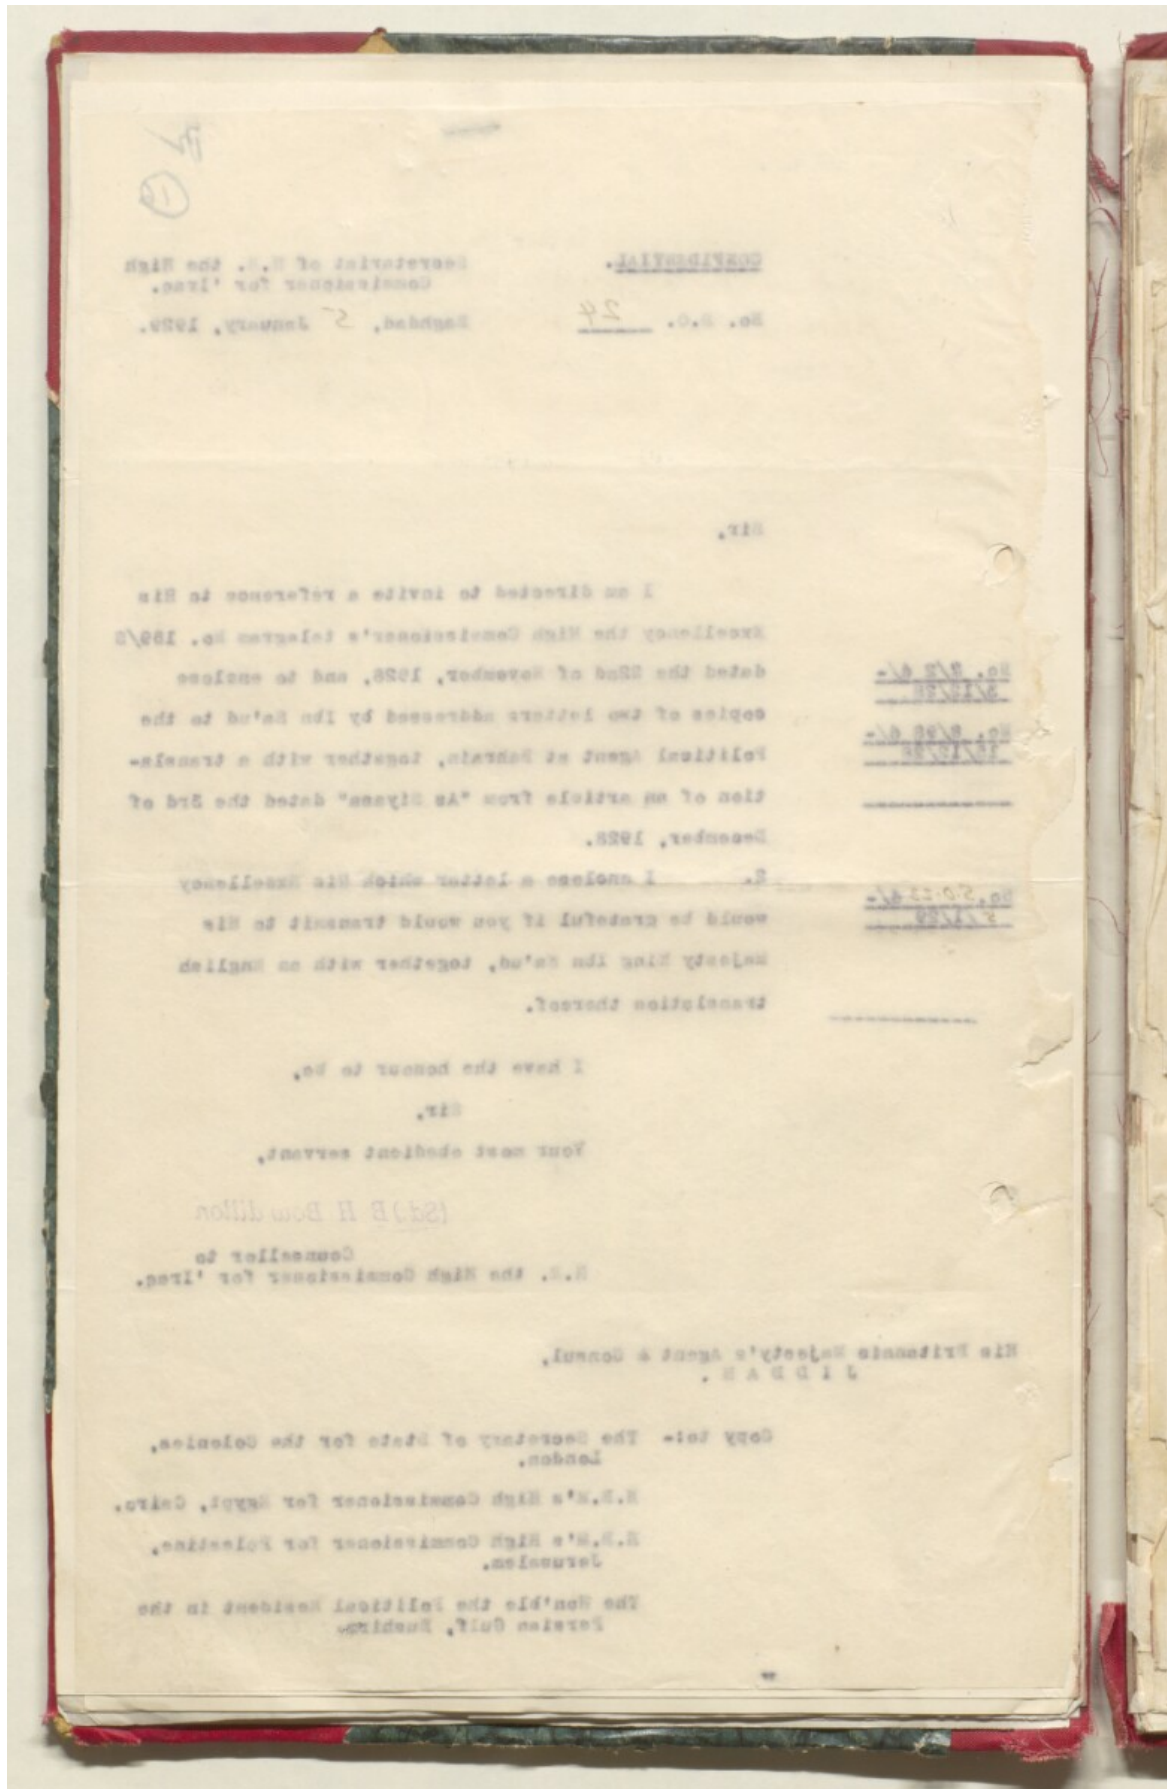 CONFIDENTIAL.
Secretariat of H.E. the High
Commissioner for 'Iraq.
No. S.O. 24
Baghdad, 5 January, 1929.
Sir,
I am directed to invite a reference to His
Excellency the High Commissioner's telegram No.
dated the 22nd of November, 1928, and to enclose
copies of two letters addressed by Ibn Sa'ud to the
Political Agent at Bahrain, together with a transla-
tion of an article from "As Siyasa" dated the 3rd of
December, 1928.
2. I enclose a letter which His Excellency
would be grateful if you would transmit to His
Majesty King Ibn Sa'ud, together with an English
translation thereof.
I have the honour to be,
Sir,
Your most obedient servant,
(Sd) B H Bourdillon
Counsellor to
H.E. the High Commissioner for 'Iraq.
His Britannic Majesty's Agent & Consul,
JIDDAH.
Copy to:- The Secretary of State for the Colonies,
London.
H.B.M's High Commissioner for Egypt, Cairo.
H.B.M's High Commissioner for Palestine,
Jerusalem.
The Hon'ble the Political Resident in the
Persian Gulf, Bushire.